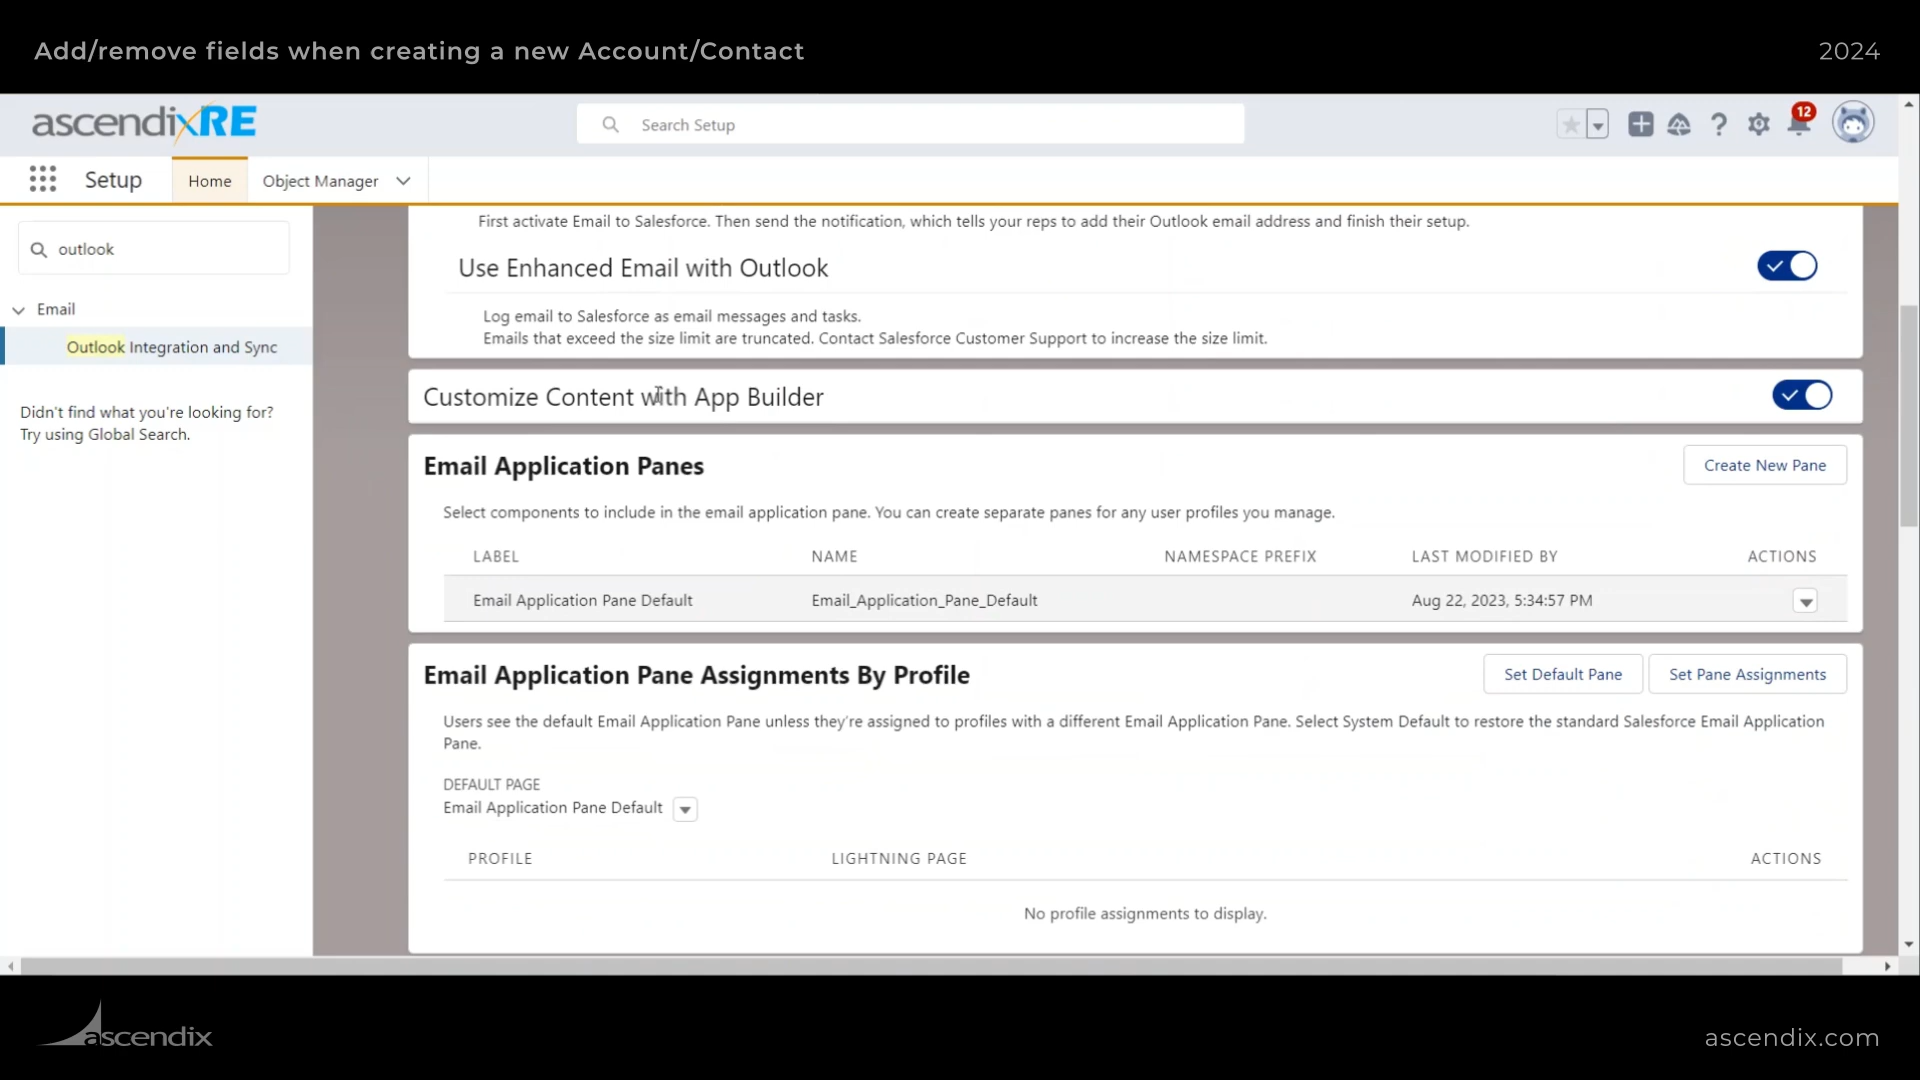 Add/remove fields when creating a new Account/Contact
2024
ascendixRE
Search Setup
12
Setup
Home
Object Manager
outlook
Email
Outlook Integration and Sync
Didn't find what you're looking for?
Try using Global Search.
First activate Email to Salesforce. Then send the notification, which tells your reps to add their Outlook email address and finish their setup.
Use Enhanced Email with Outlook
Log email to Salesforce as email messages and tasks.
Emails that exceed the size limit are truncated. Contact Salesforce Customer Support to increase the size limit.
Customize Content with App Builder
Email Application Panes
Create New Pane
Select components to include in the email application pane. You can create separate panes for any user profiles you manage.
LABEL NAME NAMESPACE PREFIX LAST MODIFIED BY ACTIONS
Email Application Pane Default Email_Application_Pane_Default Aug 22, 2023, 5:34:57 PM
Email Application Pane Assignments By Profile
Set Default Pane
Set Pane Assignments
Users see the default Email Application Pane unless they're assigned to profiles with a different Email Application Pane. Select System Default to restore the standard Salesforce Email Application
Pane.
DEFAULT PAGE
Email Application Pane Default
PROFILE LIGHTNING PAGE ACTIONS
No profile assignments to display.
ascendix
ascendix.com